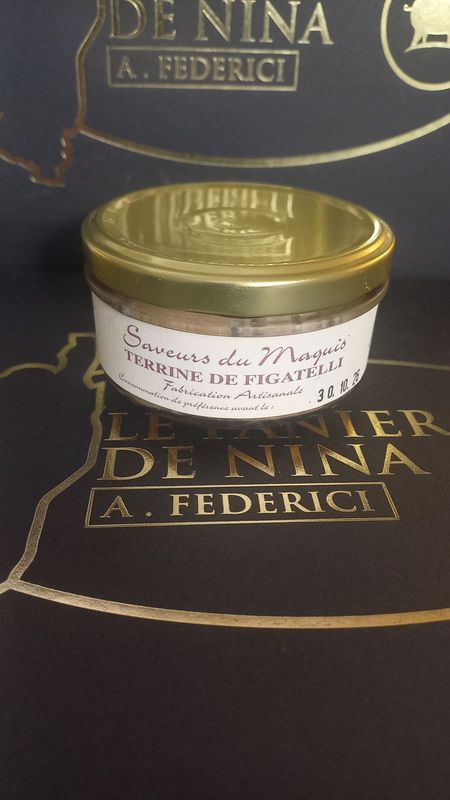 DE NINA
A. FEDERICI
Saveurs du Maquis
TERRINE DE FIGATELLI
Fabrication Artisanale
Consommation de préférence avant le :
30.10.26
LE PANIER
DE NINA
A. FEDERICI